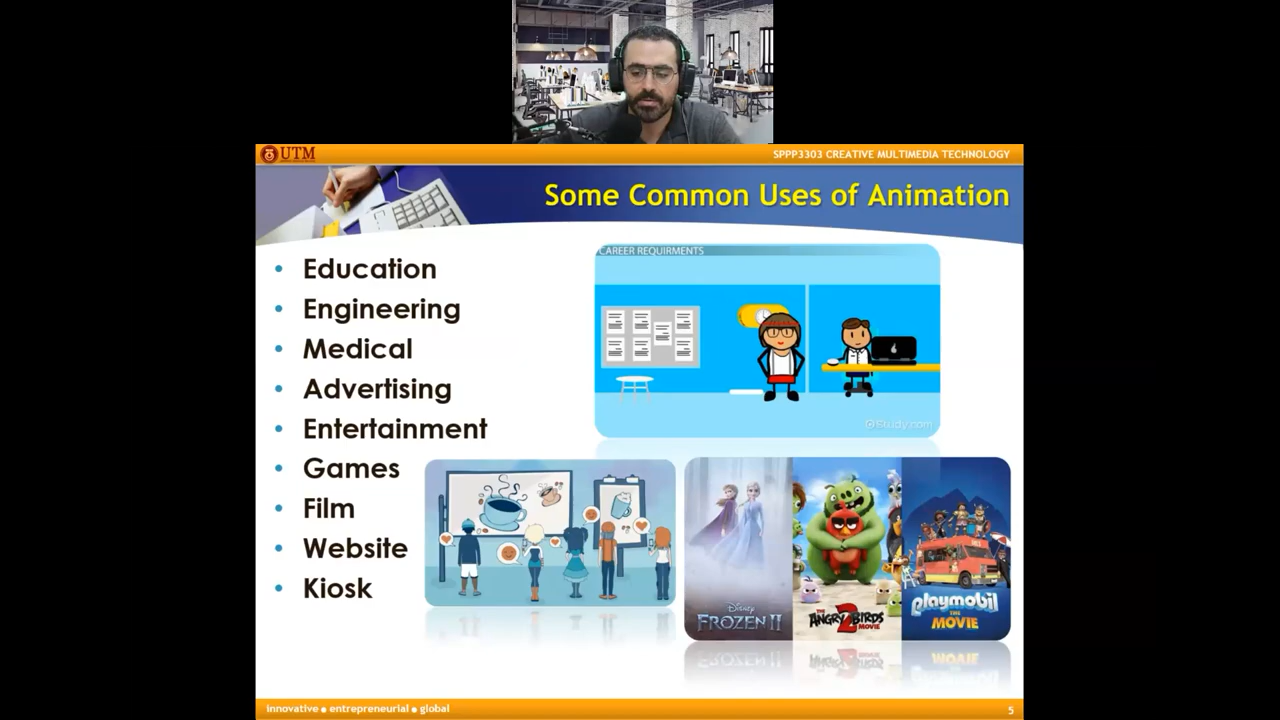 UTM
SPPP3303 CREATIVE MULTIMEDIA TECHNOLOGY
Some Common Uses of Animation
• Education
• Engineering
• Medical
• Advertising
• Entertainment
• Games
• Film
• Website
• Kiosk
CAREER REQUIRMENTS
Study.com
Disney
FROZEN II
THE
ANGRY BIRDS
MOVIE 2
playmobil
THE
MOVIE
innovative ● entrepreneurial ● global
5